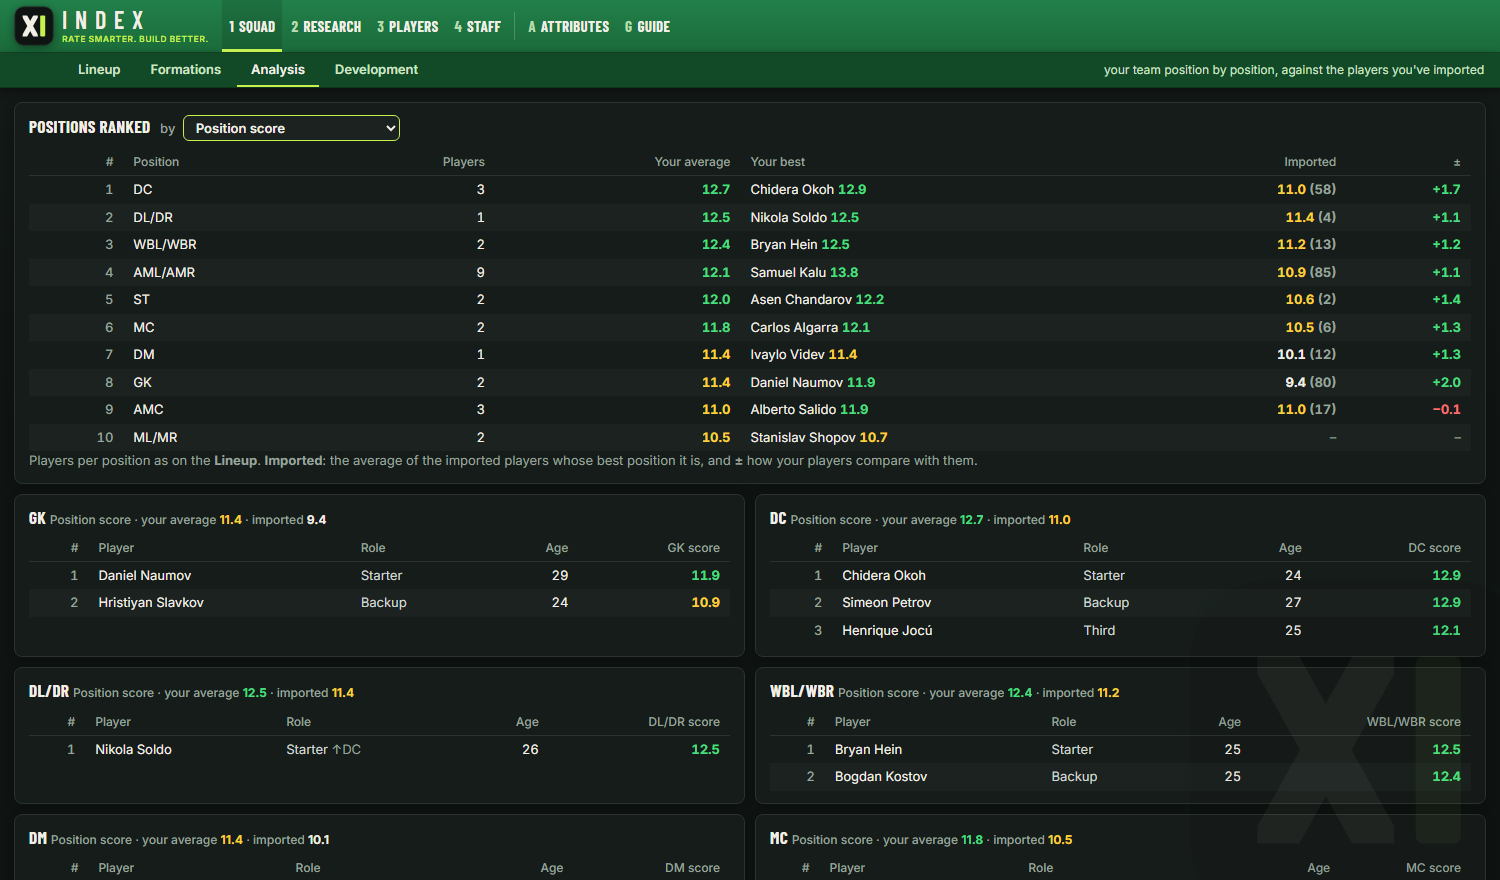 XI INDEX
RATE SMARTER. BUILD BETTER.
1 SQUAD 2 RESEARCH 3 PLAYERS 4 STAFF A ATTRIBUTES G GUIDE
Lineup Formations Analysis Development your team position by position, against the players you've imported
POSITIONS RANKED by Position score
# Position Players Your average Your best Imported ±
1 DC 3 12.7 Chidera Okoh 12.9 11.0 (58) +1.7
2 DL/DR 1 12.5 Nikola Soldo 12.5 11.4 (4) +1.1
3 WBL/WBR 2 12.4 Bryan Hein 12.5 11.2 (13) +1.2
4 AML/AMR 9 12.1 Samuel Kalu 13.8 10.9 (85) +1.1
5 ST 2 12.0 Asen Chandarov 12.2 10.6 (2) +1.4
6 MC 2 11.8 Carlos Algarra 12.1 10.5 (6) +1.3
7 DM 1 11.4 Ivaylo Videv 11.4 10.1 (12) +1.3
8 GK 2 11.4 Daniel Naumov 11.9 9.4 (80) +2.0
9 AMC 3 11.0 Alberto Salido 11.9 11.0 (17) −0.1
10 ML/MR 2 10.5 Stanislav Shopov 10.7 – –
Players per position as on the Lineup. Imported: the average of the imported players whose best position it is, and ± how your players compare with them.
GK Position score · your average 11.4 · imported 9.4
# Player Role Age GK score
1 Daniel Naumov Starter 29 11.9
2 Hristiyan Slavkov Backup 24 10.9
DC Position score · your average 12.7 · imported 11.0
# Player Role Age DC score
1 Chidera Okoh Starter 24 12.9
2 Simeon Petrov Backup 27 12.9
3 Henrique Jocú Third 25 12.1
DL/DR Position score · your average 12.5 · imported 11.4
# Player Role Age DL/DR score
1 Nikola Soldo Starter ↑DC 26 12.5
WBL/WBR Position score · your average 12.4 · imported 11.2
# Player Role Age WBL/WBR score
1 Bryan Hein Starter 25 12.5
2 Bogdan Kostov Backup 25 12.4
DM Position score · your average 11.4 · imported 10.1
# Player Role Age DM score
MC Position score · your average 11.8 · imported 10.5
# Player Role Age MC score
XI